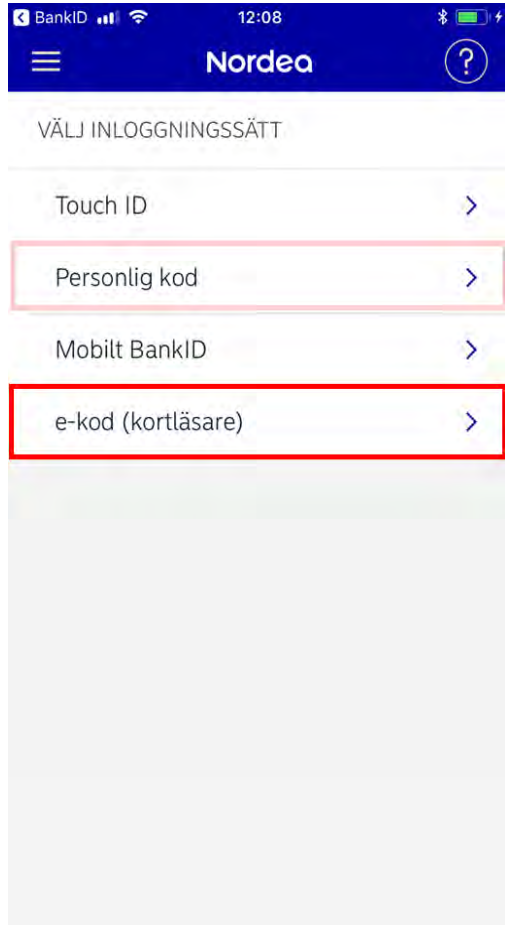 BankID 12:08
Nordea ?
VÄLJ INLOGGNINGSSÄTT
Touch ID
Personlig kod
Mobilt BankID
e-kod (kortläsare)